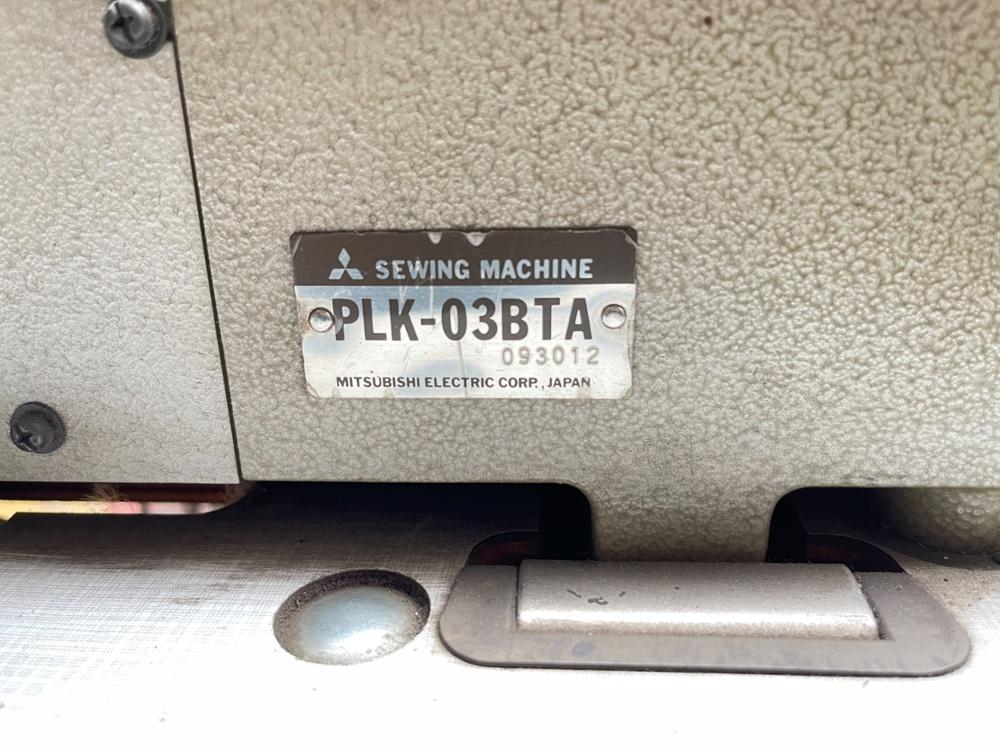 SEWING MACHINE
PLK-03BTA
093012
MITSUBISHI ELECTRIC CORP., JAPAN